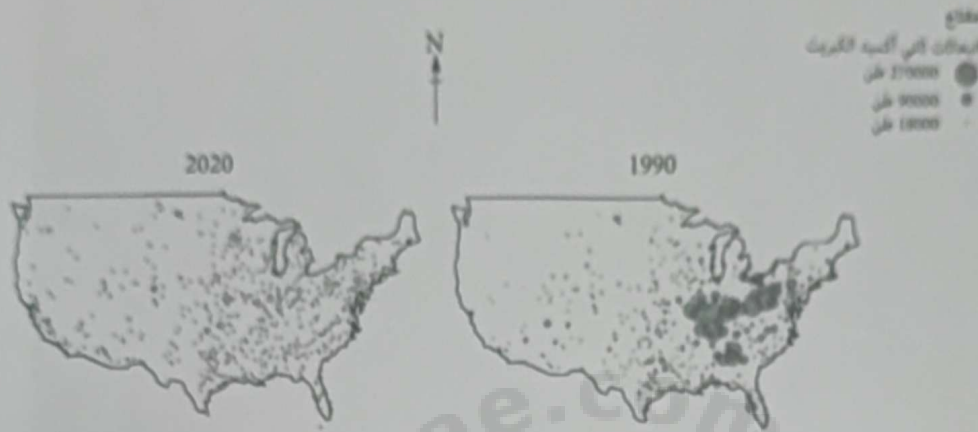 مفتاح
انبعاثات ثاني أكسيد الكبريت
270000 طن
90000 طن
18000 طن
N
2020
1990